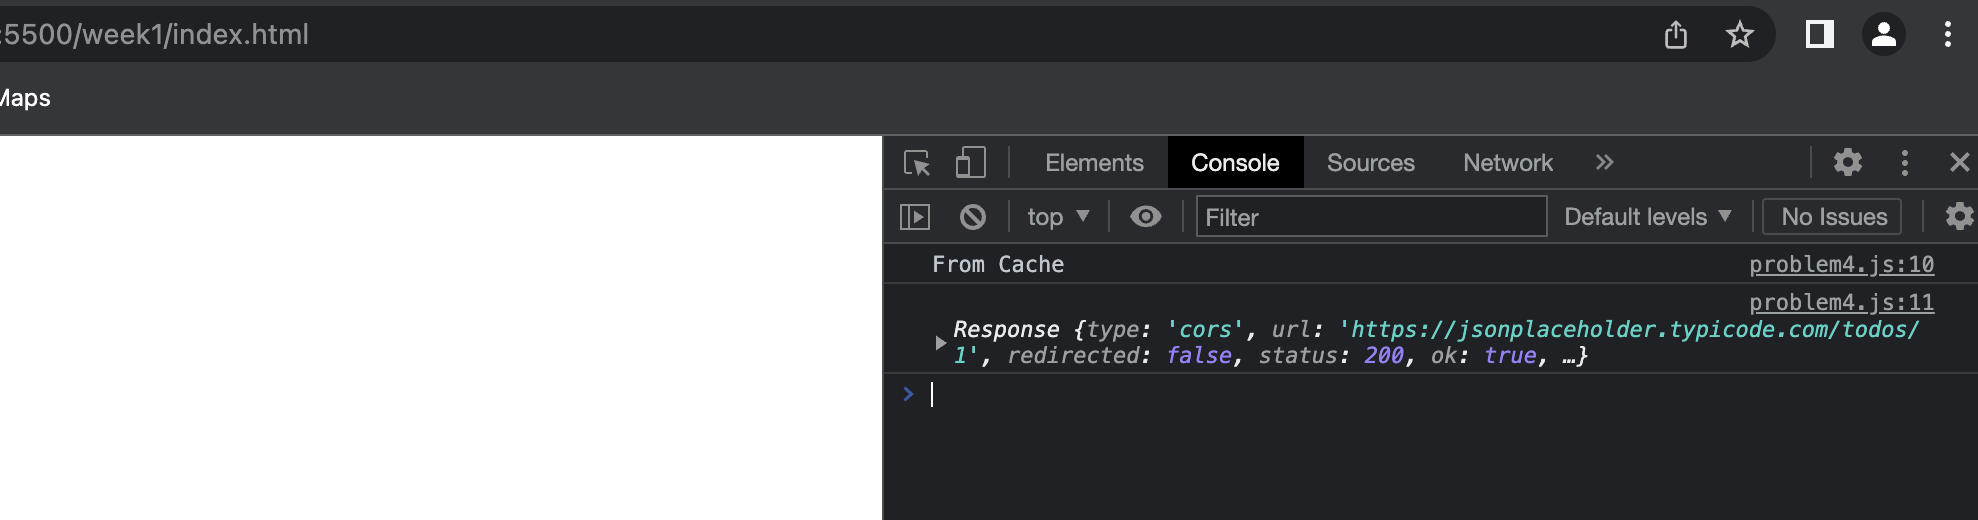 :5500/week1/index.html
Maps
Elements Console Sources Network
top Filter Default levels No Issues
From Cache problem4.js:10
problem4.js:11
Response {type: 'cors', url: 'https://jsonplaceholder.typicode.com/todos/
1', redirected: false, status: 200, ok: true, …}